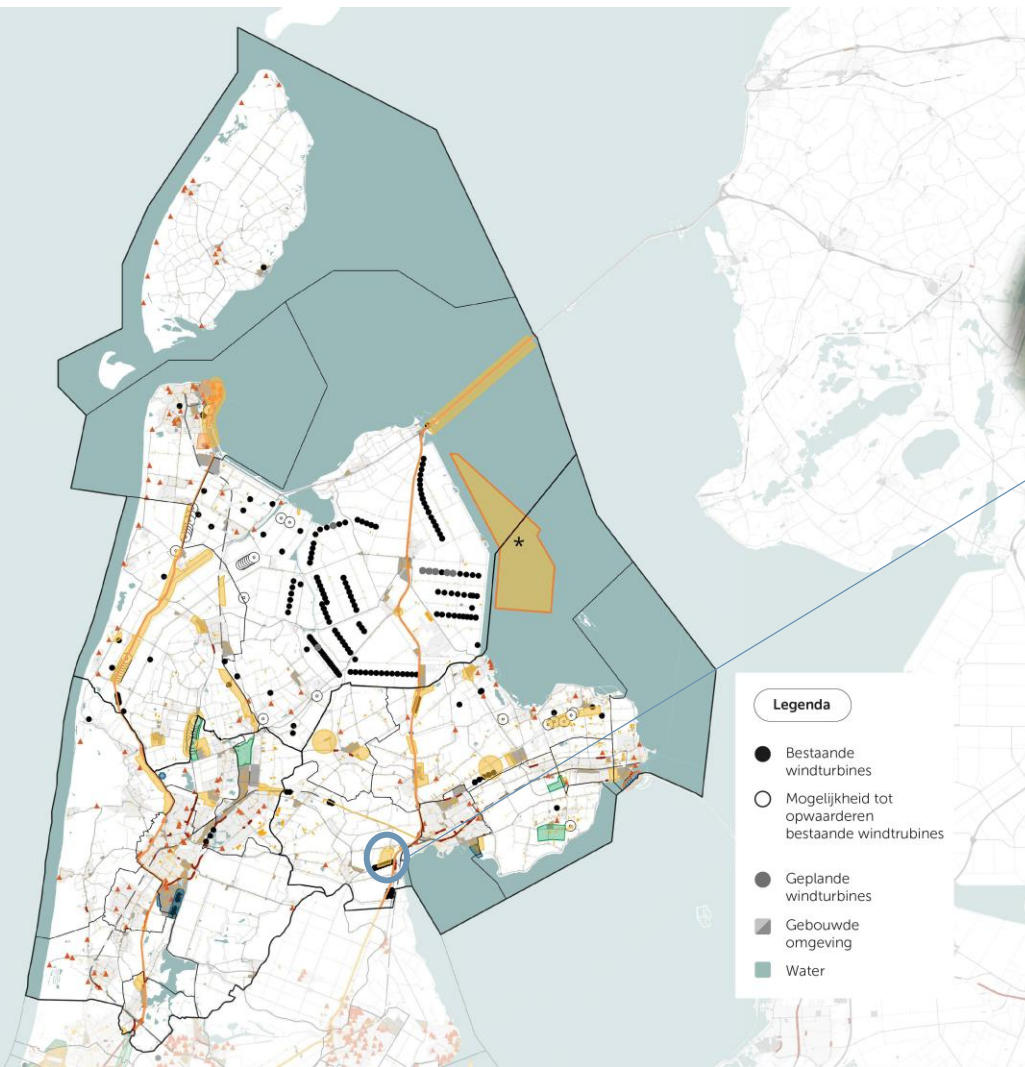 *
Legenda
Bestaande
windturbines
Mogelijkheid tot
opwaarderen
bestaande windtrubines
Geplande
windturbines
Gebouwde
omgeving
Water